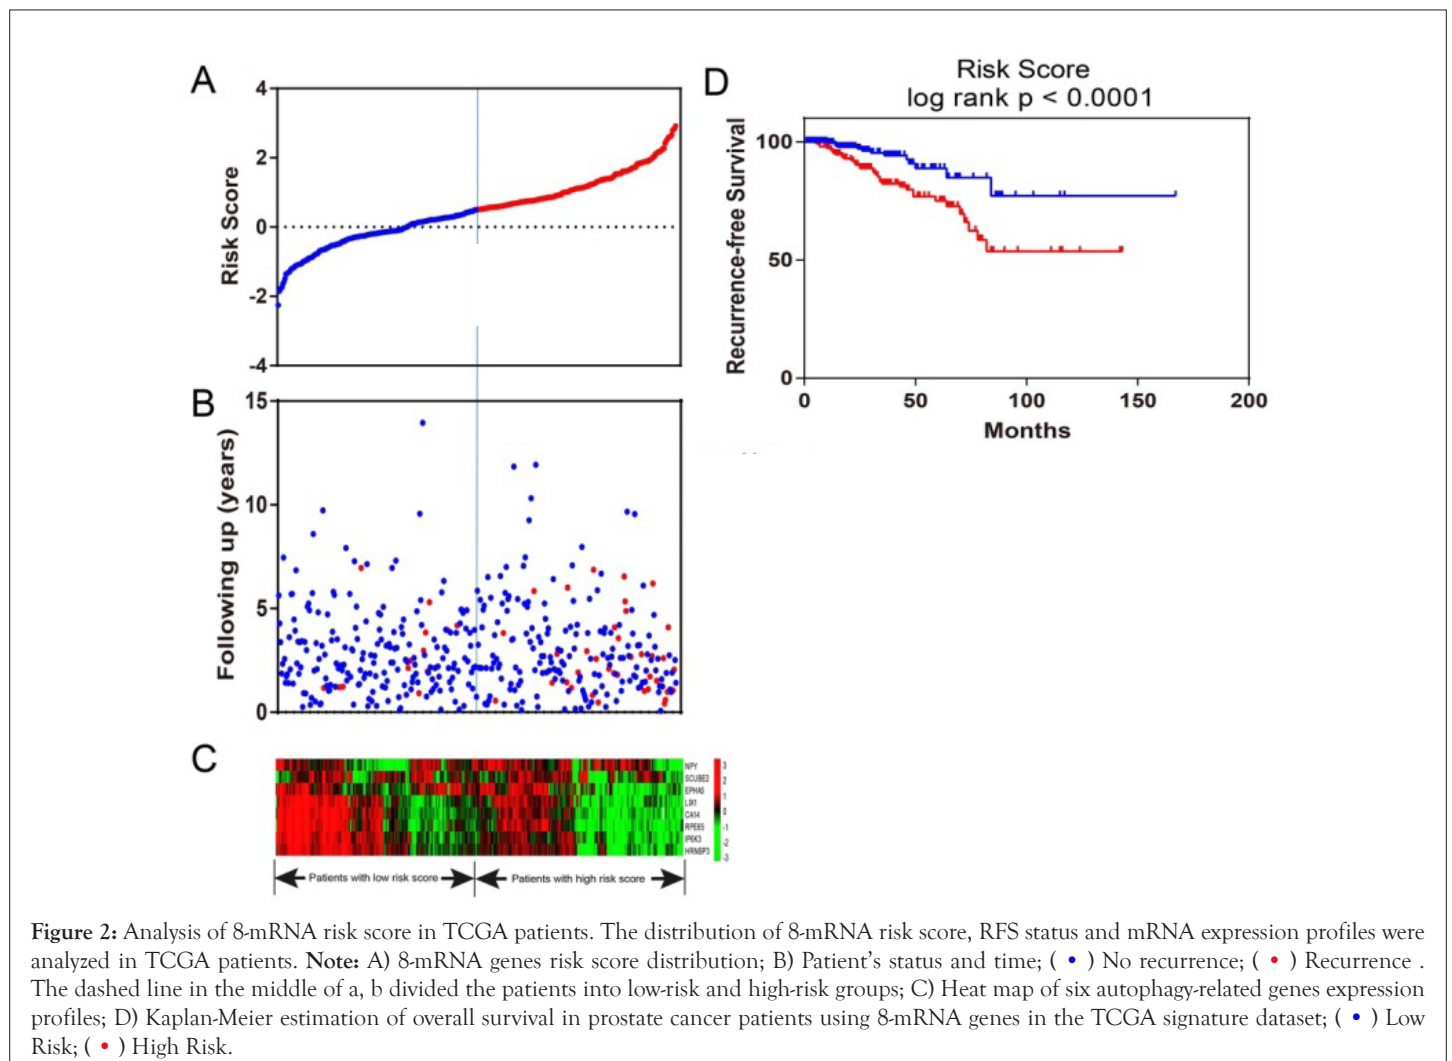 A
4
2
0
-2
-4
Risk Score
B
15
10
5
0
Following up (years)
C
NPY
SCUBE2
EPHA5
LIX1
CA14
RPE65
IP6K3
HRNBP3
3
2
1
0
-1
-2
-3
Patients with low risk score
Patients with high risk score
D
Risk Score
log rank p < 0.0001
Recurrence-free Survival
100
50
0
0 50 100 150 200
Months
Figure 2: Analysis of 8-mRNA risk score in TCGA patients. The distribution of 8-mRNA risk score, RFS status and mRNA expression profiles were
analyzed in TCGA patients. Note: A) 8-mRNA genes risk score distribution; B) Patient's status and time; ( • ) No recurrence; ( • ) Recurrence .
The dashed line in the middle of a, b divided the patients into low-risk and high-risk groups; C) Heat map of six autophagy-related genes expression
profiles; D) Kaplan-Meier estimation of overall survival in prostate cancer patients using 8-mRNA genes in the TCGA signature dataset; ( • ) Low
Risk; ( • ) High Risk.